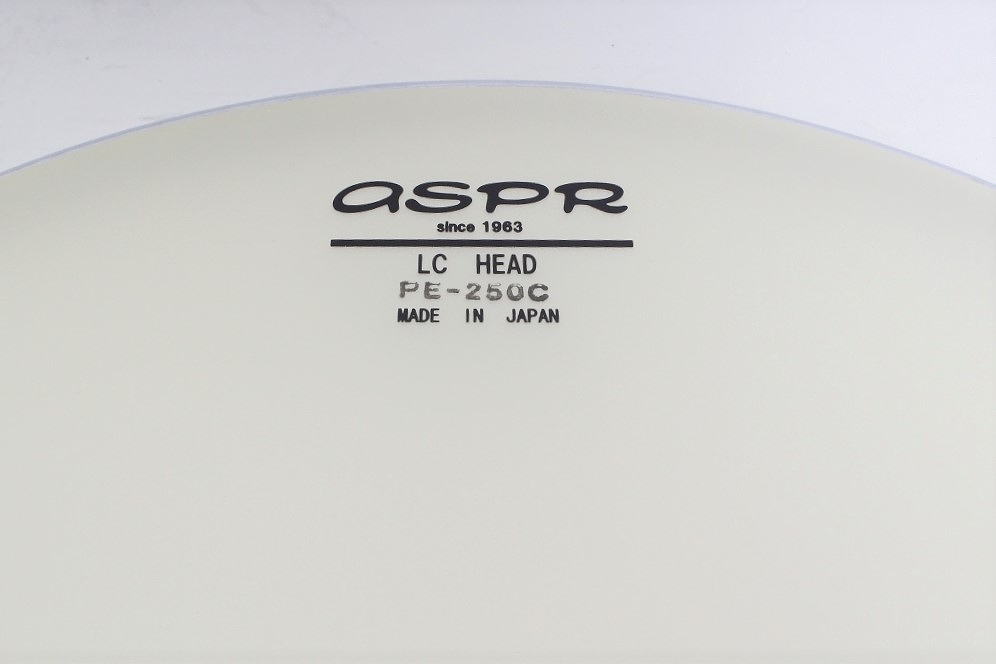 ASPR
since 1963
LC HEAD
PE-250C
MADE IN JAPAN